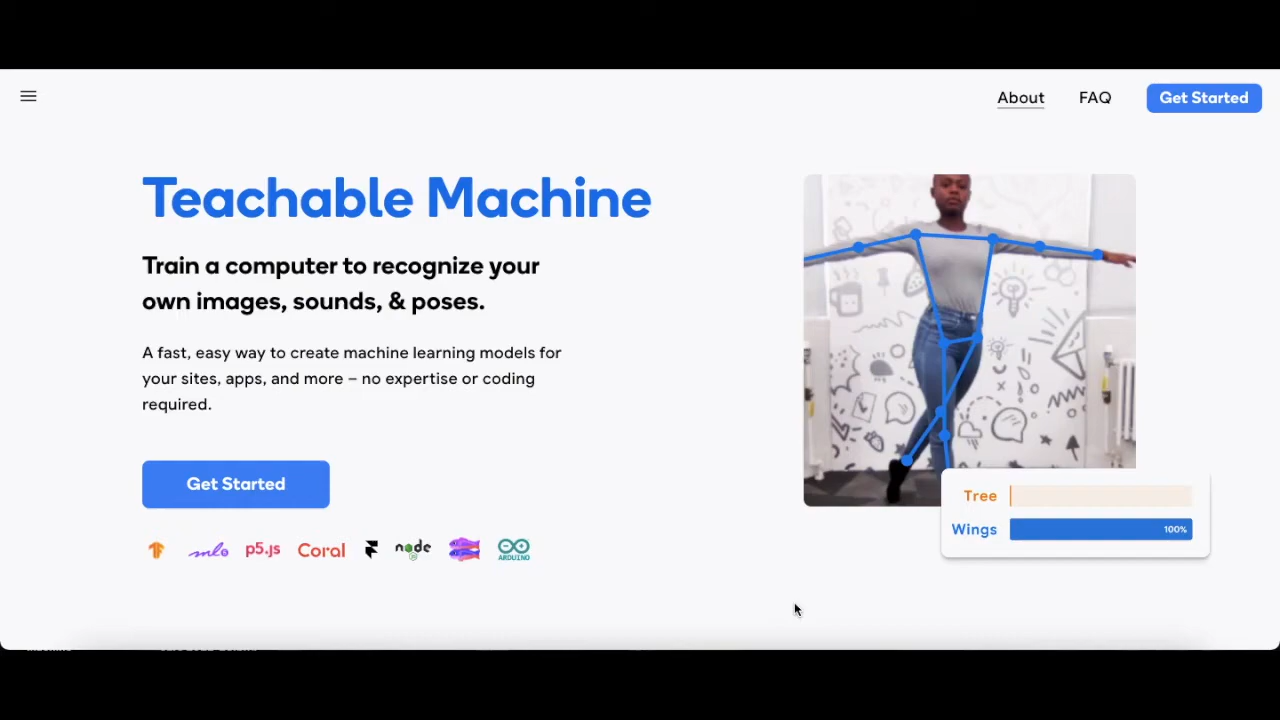 About FAQ Get Started
Teachable Machine
Train a computer to recognize your
own images, sounds, & poses.
A fast, easy way to create machine learning models for
your sites, apps, and more – no expertise or coding
required.
Get Started
p5.js Coral node ARDUINO
Tree
Wings 100%